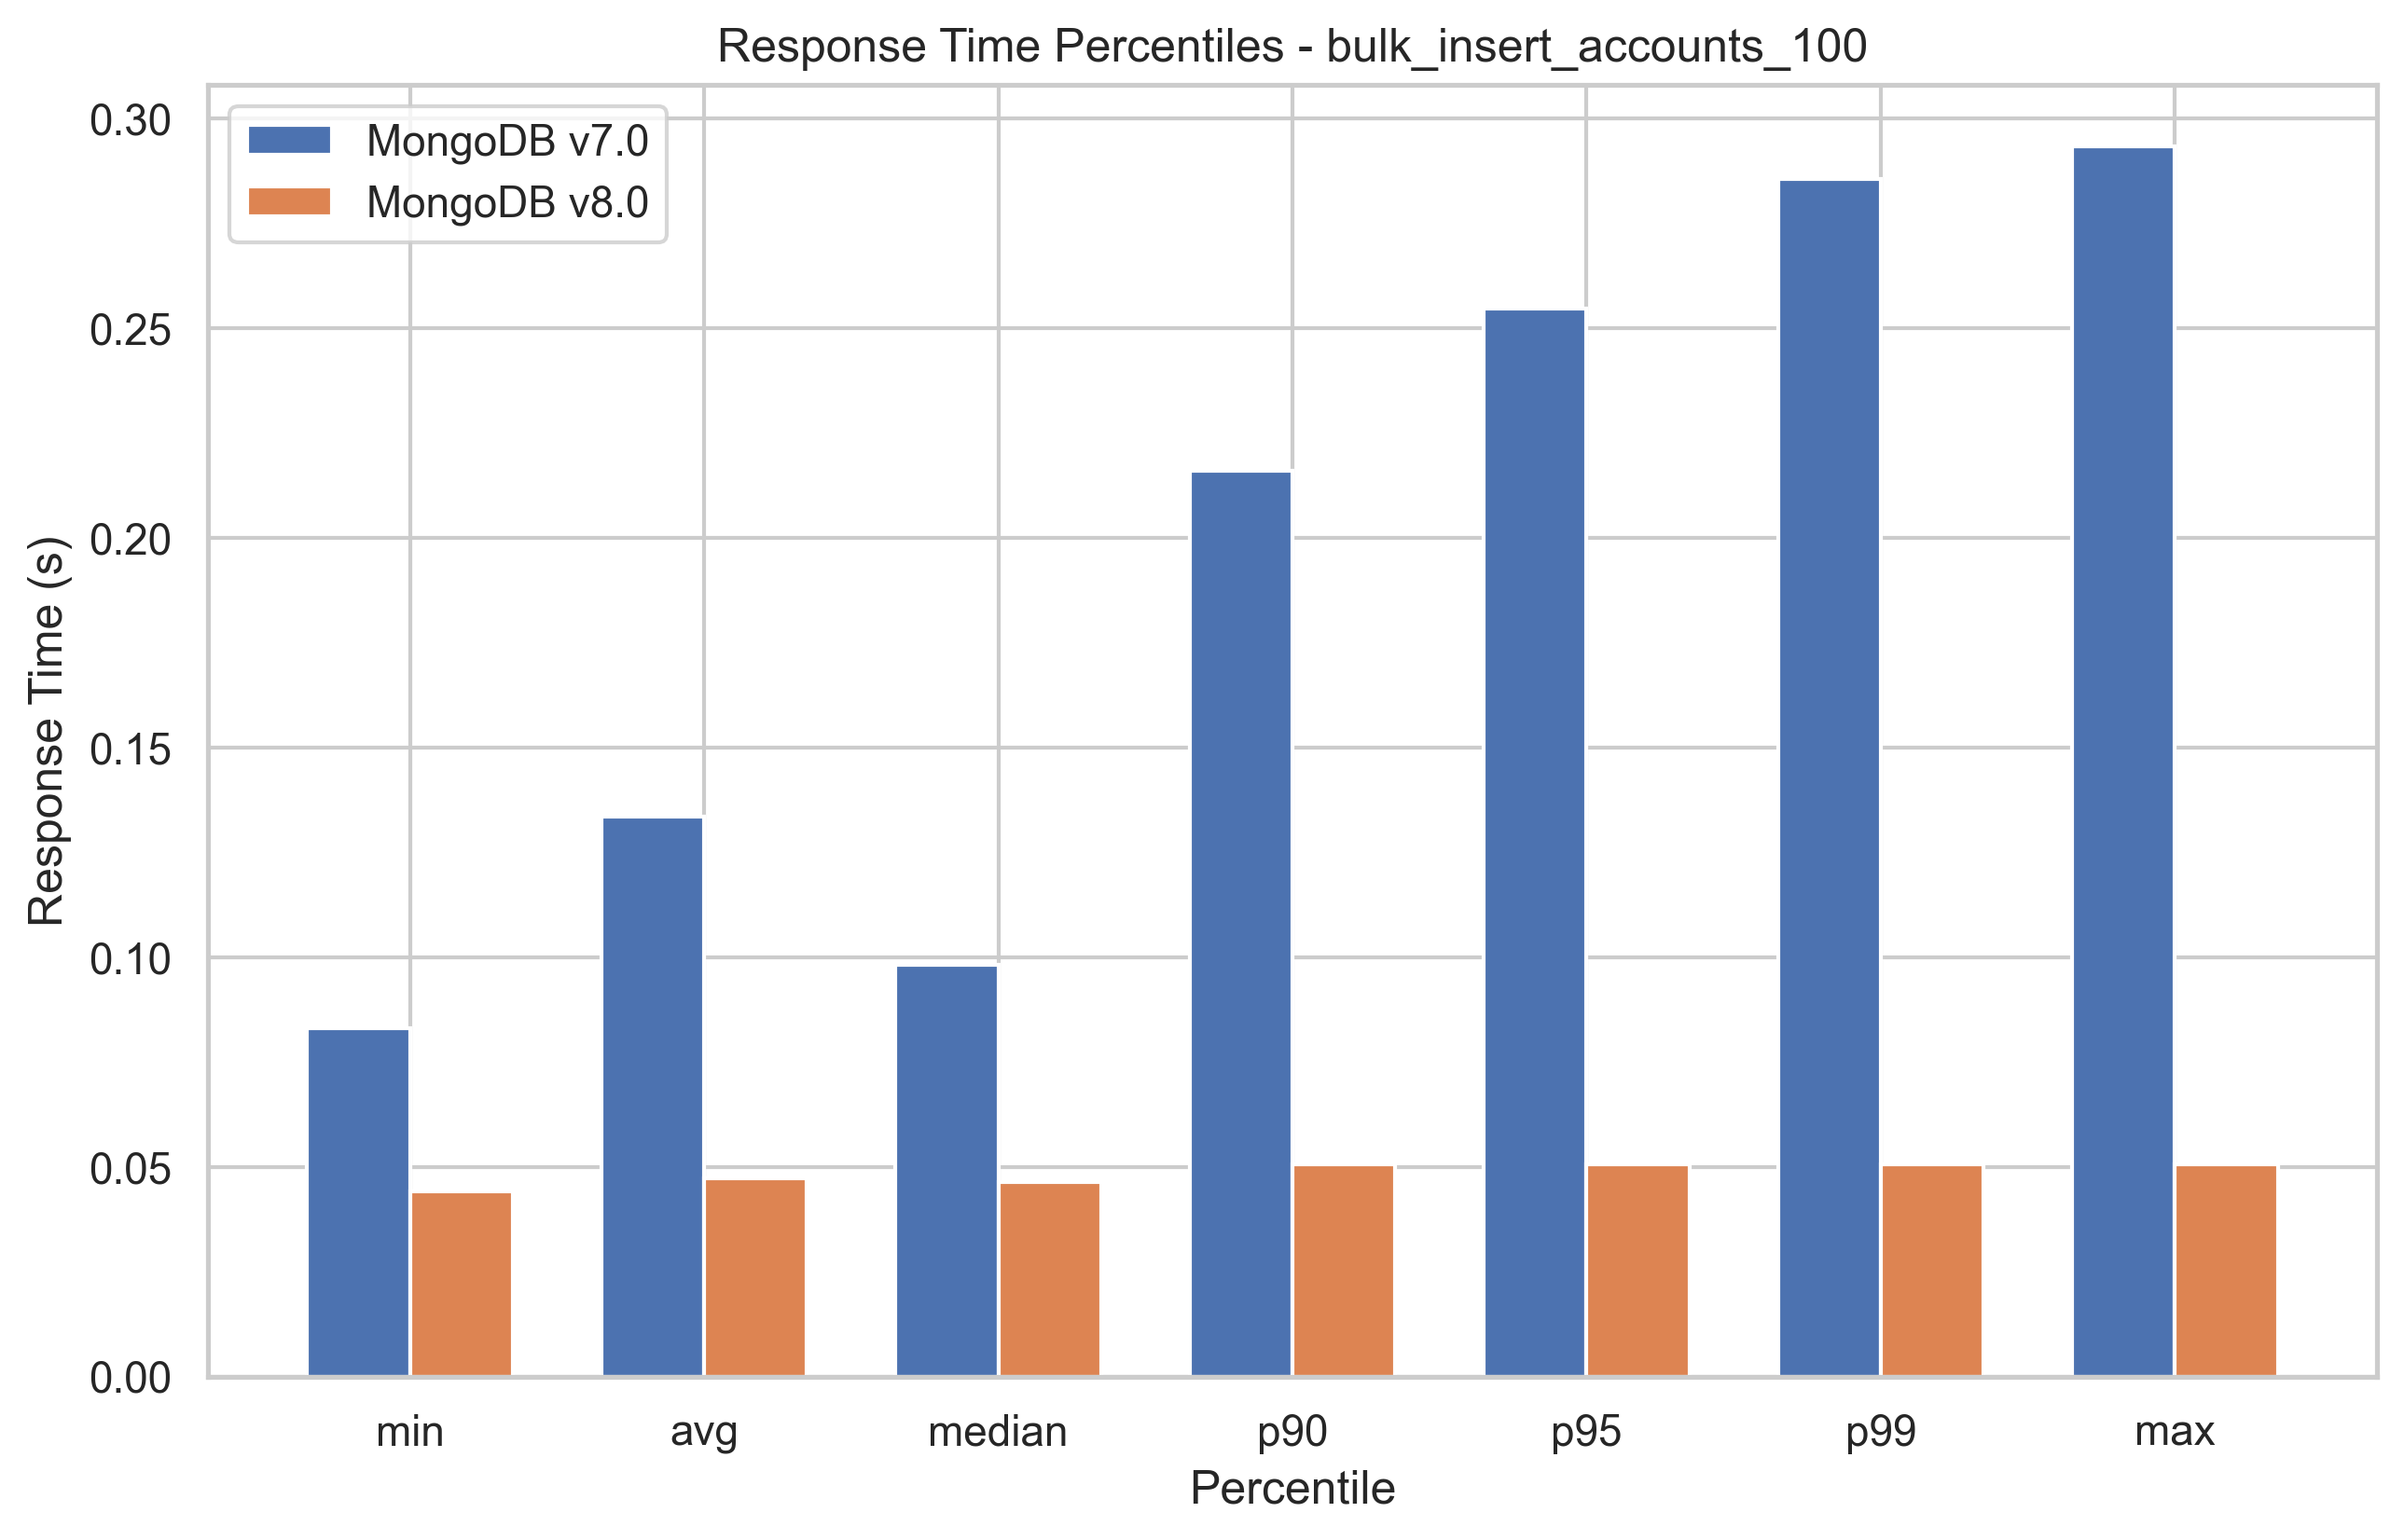 Response Time Percentiles - bulk_insert_accounts_100
MongoDB v7.0
MongoDB v8.0
Response Time (s)
0.30
0.25
0.20
0.15
0.10
0.05
0.00
min avg median p90 p95 p99 max
Percentile